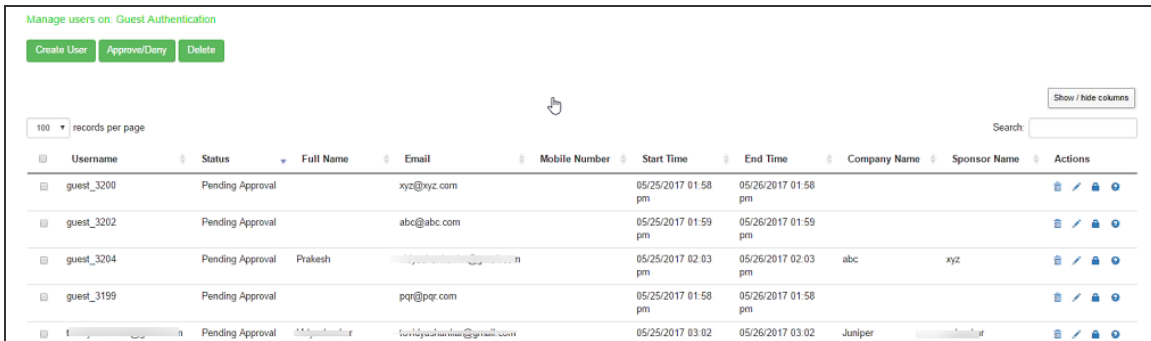 Manage users on: Guest Authentication
Create User Approve/Deny Delete
Show / hide columns
100 records per page Search:
Username Status Full Name Email Mobile Number Start Time End Time Company Name Sponsor Name Actions
guest_3200 Pending Approval xyz@xyz.com 05/25/2017 01:58 05/26/2017 01:58
pm pm
guest_3202 Pending Approval abc@abc.com 05/25/2017 01:59 05/26/2017 01:59
pm pm
guest_3204 Pending Approval Prakesh 05/25/2017 02:03 05/26/2017 02:03 abc xyz
pm pm
guest_3199 Pending Approval pqr@pqr.com 05/25/2017 01:58 05/26/2017 01:58
pm pm
Pending Approval 05/25/2017 03:02 05/26/2017 03:02 Juniper